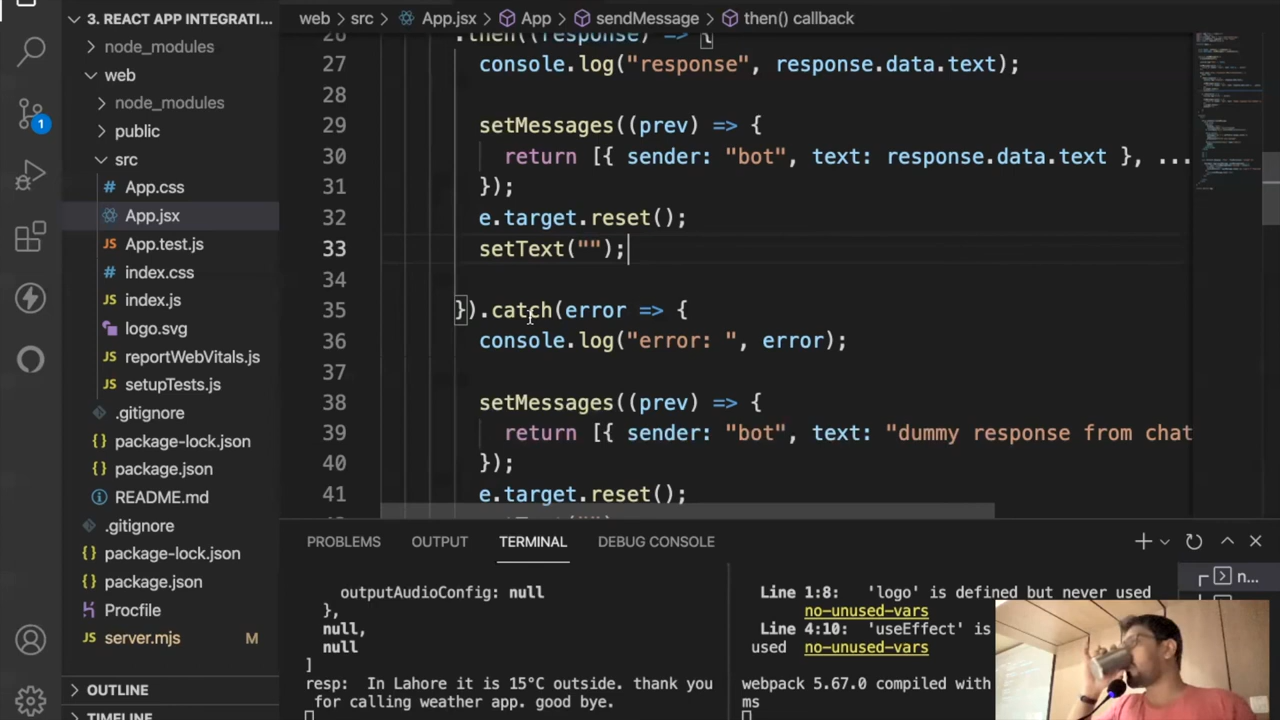 3. REACT APP INTEGRATI...
node_modules
web
node_modules
public
src
App.css
App.jsx
App.test.js
index.css
index.js
logo.svg
reportWebVitals.js
setupTests.js
.gitignore
package-lock.json
package.json
README.md
.gitignore
package-lock.json
package.json
Procfile
server.mjs M
OUTLINE
TIMELINE
1
web > src > App.jsx > App > sendMessage > then() callback
26 .then((response) => {
27 console.log("response", response.data.text);
28
29 setMessages((prev) => {
30 return [{ sender: "bot", text: response.data.text }, ...
31 });
32 e.target.reset();
33 setText("");
34
35 }).catch(error => {
36 console.log("error: ", error);
37
38 setMessages((prev) => {
39 return [{ sender: "bot", text: "dummy response from chat
40 });
41 e.target.reset();
PROBLEMS OUTPUT TERMINAL DEBUG CONSOLE
outputAudioConfig: null
},
null,
null
]
resp: In Lahore it is 15°C outside. thank you
for calling weather app. good bye.
Line 1:8: 'logo' is defined but never used
no-unused-vars
Line 4:10: 'useEffect' is
used no-unused-vars
webpack 5.67.0 compiled with
ms
n...